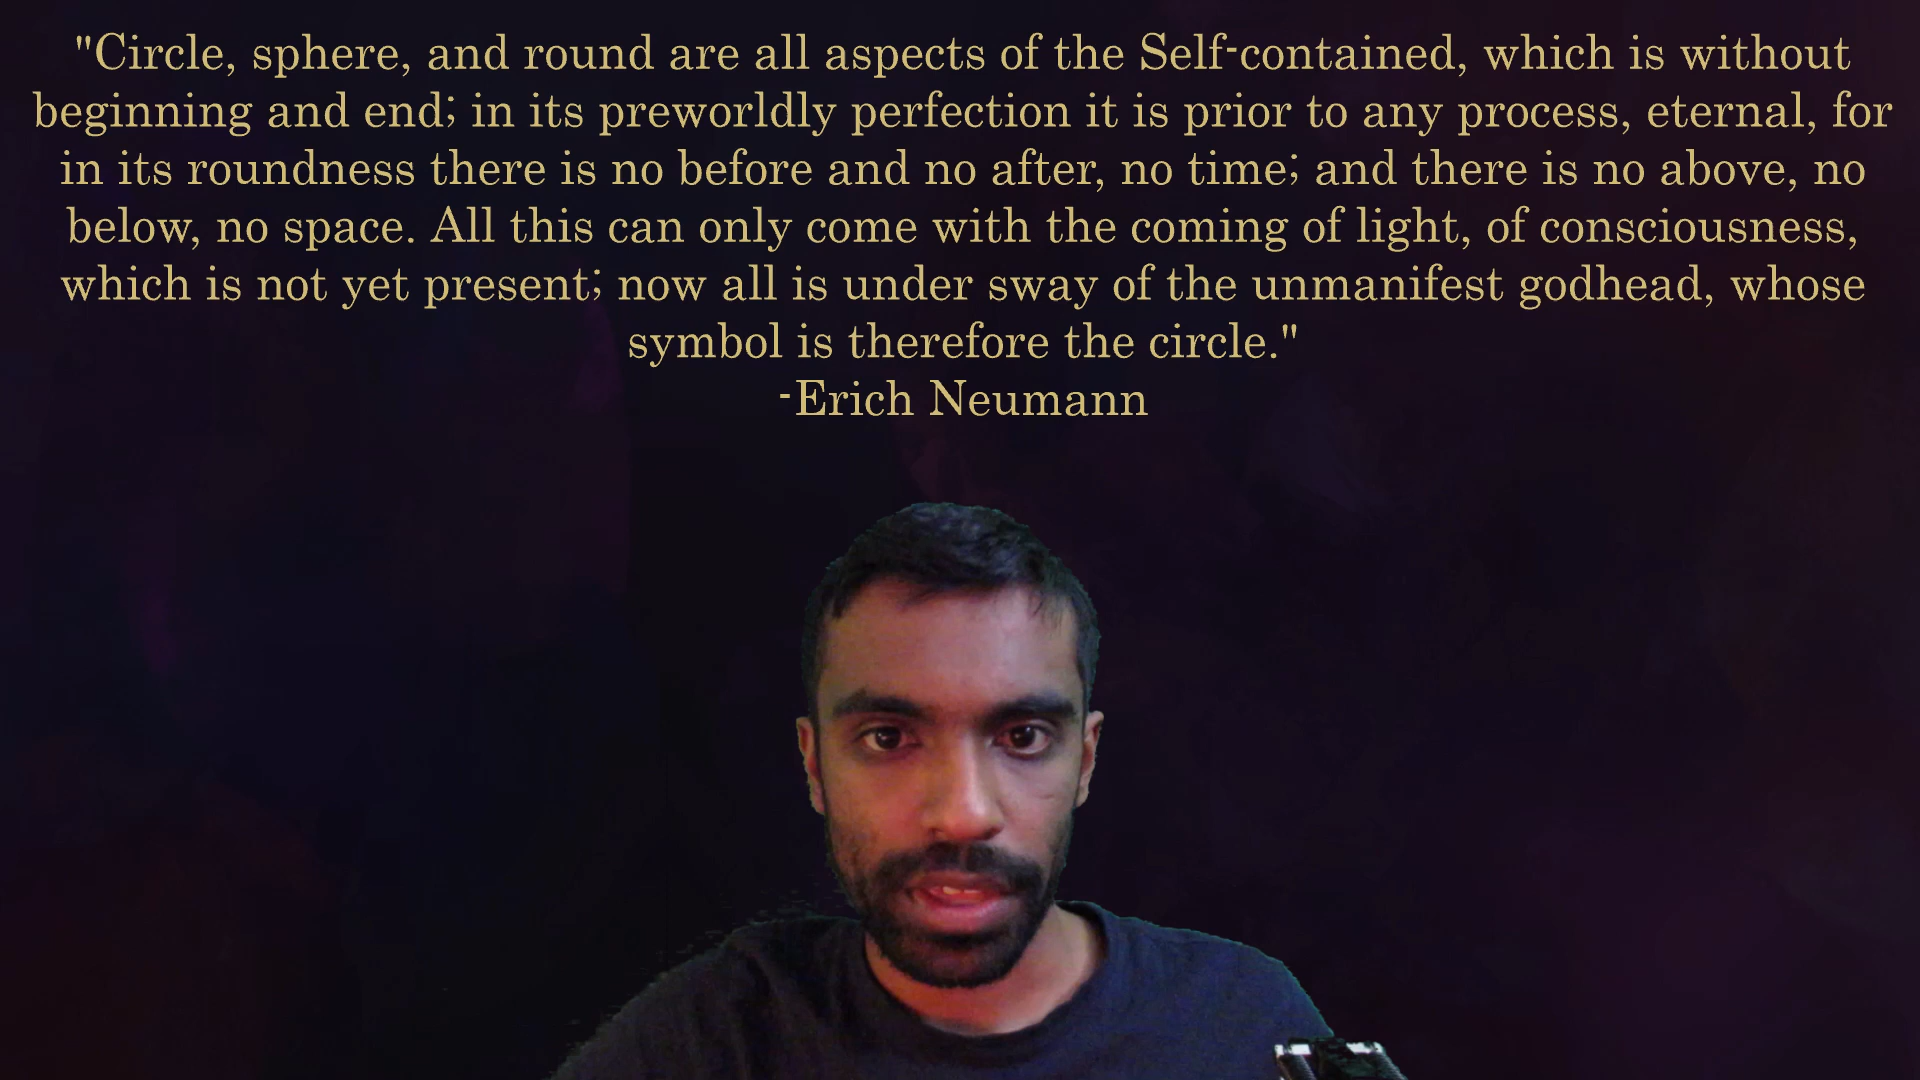 "Circle, sphere, and round are all aspects of the Self-contained, which is without
beginning and end; in its preworldly perfection it is prior to any process, eternal, for
in its roundness there is no before and no after, no time; and there is no above, no
below, no space. All this can only come with the coming of light, of consciousness,
which is not yet present; now all is under sway of the unmanifest godhead, whose
symbol is therefore the circle."
-Erich Neumann